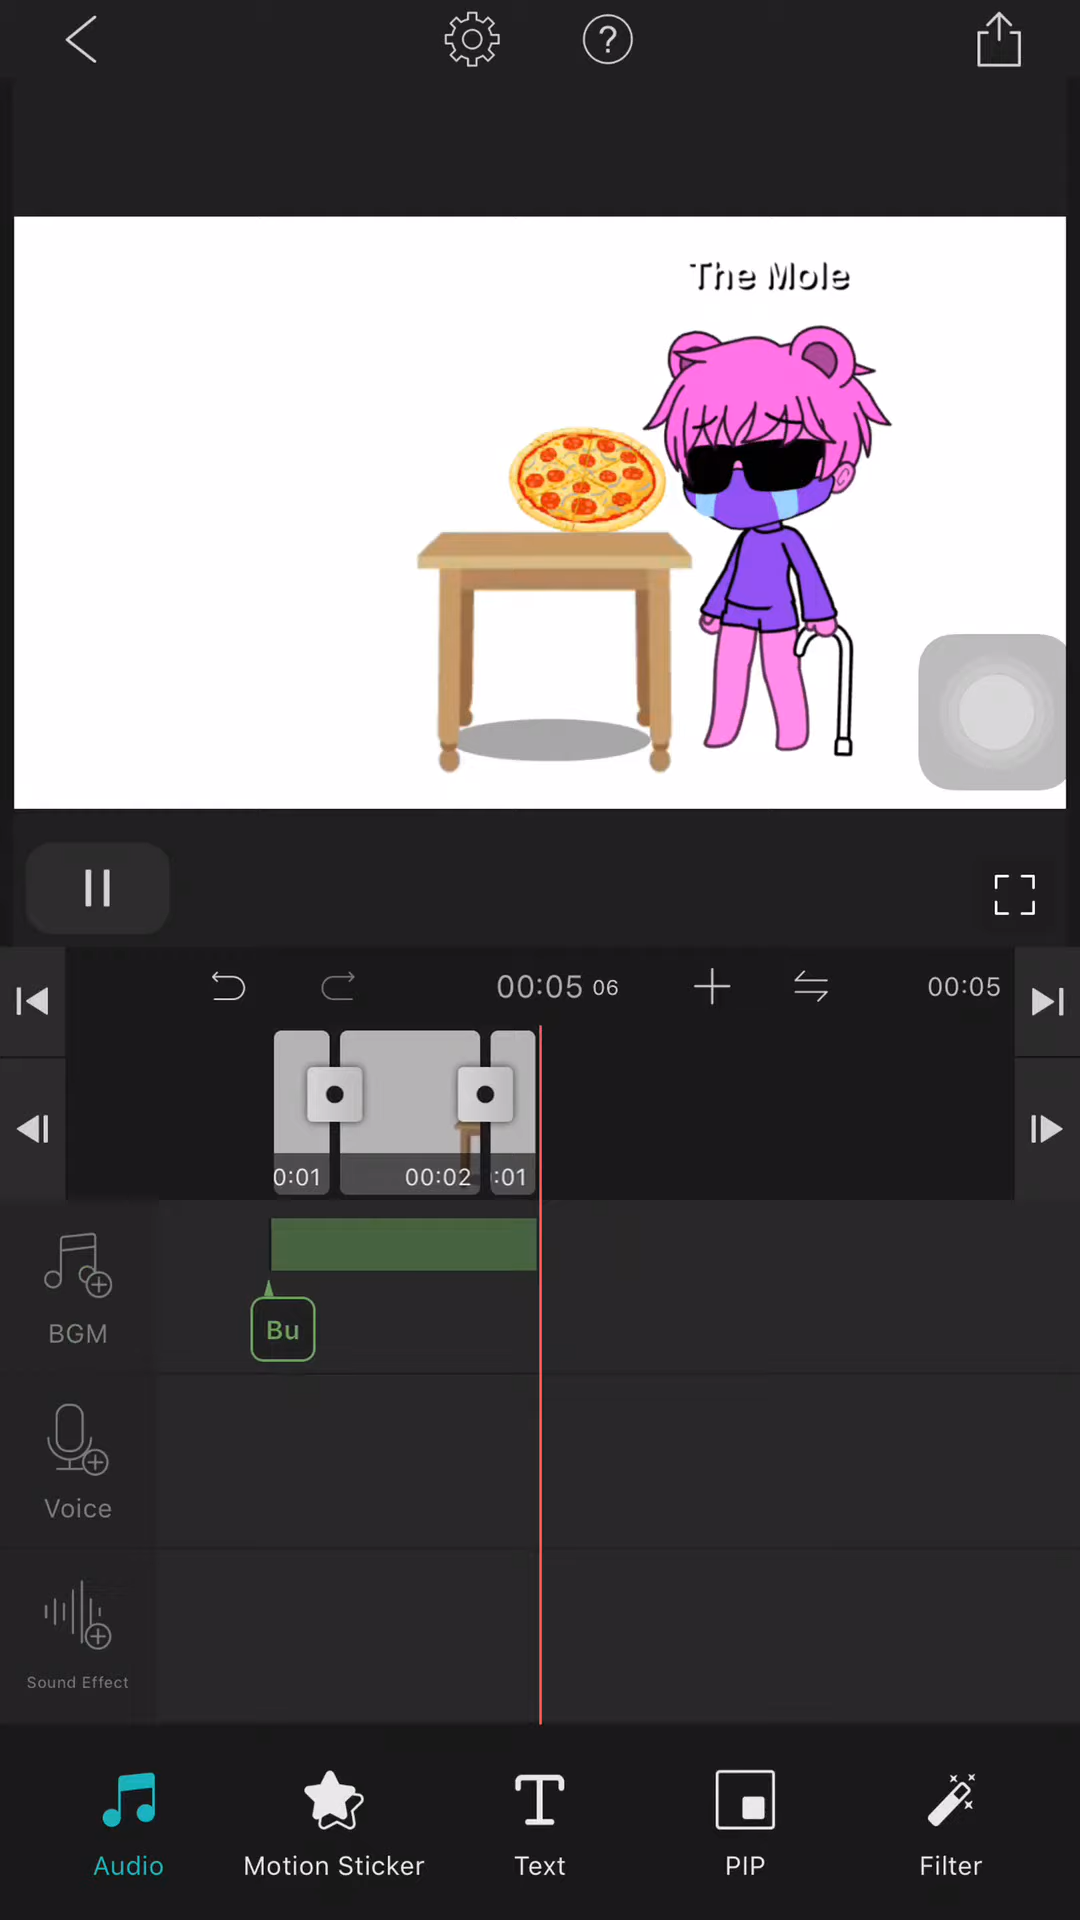 ?
The Mole
00:05 06
00:05
0:01
00:02
:01
Bu
BGM
Voice
Sound Effect
Audio
Motion Sticker
Text
PIP
Filter